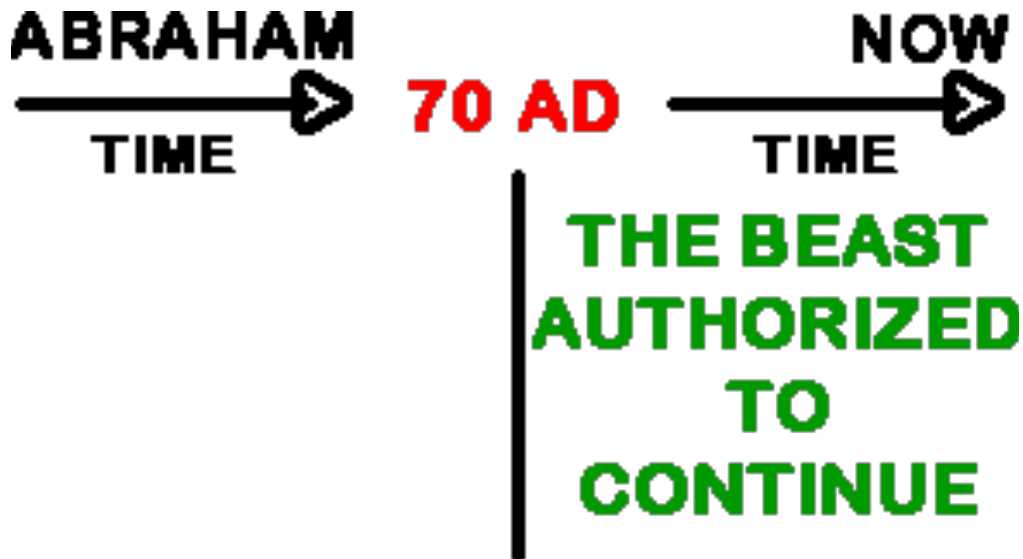 ABRAHAM
NOW
70 AD
TIME
TIME
THE BEAST
AUTHORIZED
TO
CONTINUE